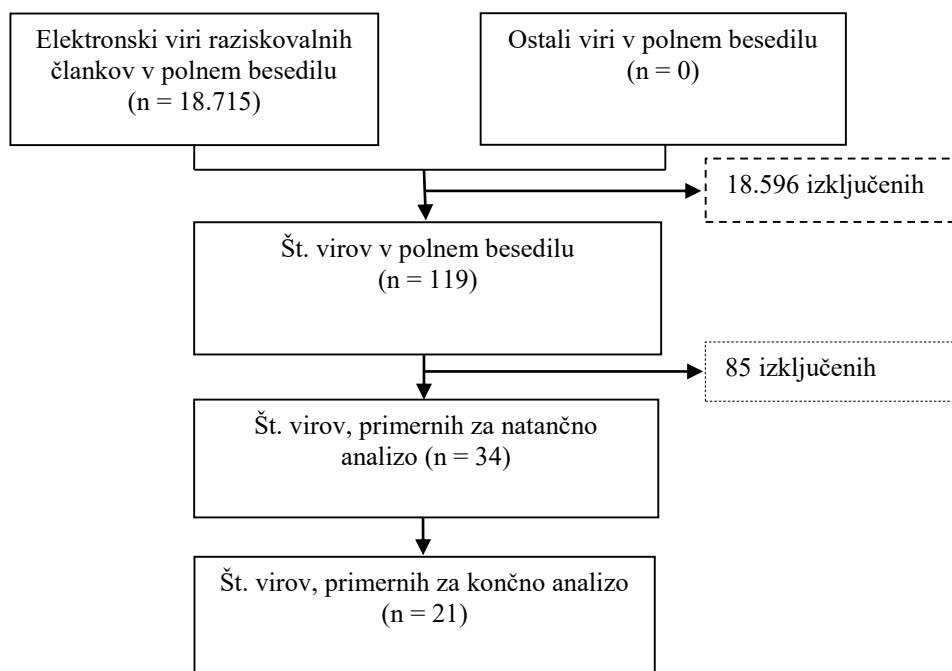 Elektronski viri raziskovalnih
člankov v polnem besedilu
(n = 18.715)
Ostali viri v polnem besedilu
(n = 0)
18.596 izključenih
Št. virov v polnem besedilu
(n = 119)
85 izključenih
Št. virov, primernih za natančno
analizo (n = 34)
Št. virov, primernih za končno analizo
(n = 21)